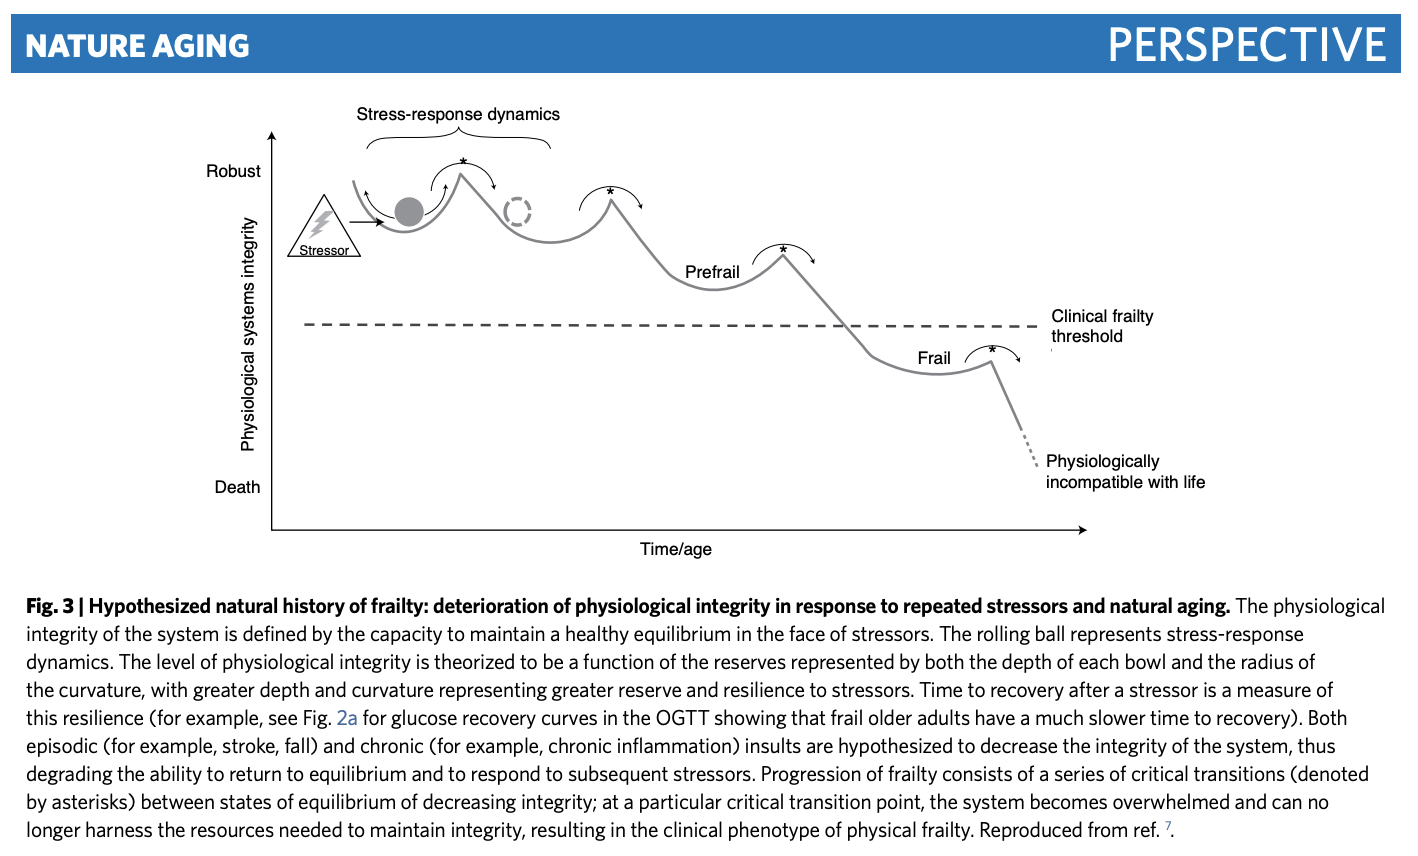 NATURE AGING
PERSPECTIVE
Stress-response dynamics
Robust
*
*
Stressor
Physiological systems integrity
Prefrail
*
Clinical frailty
threshold
Frail
*
Physiologically
incompatible with life
Death
Time/age
Fig. 3 | Hypothesized natural history of frailty: deterioration of physiological integrity in response to repeated stressors and natural aging. The physiological
integrity of the system is defined by the capacity to maintain a healthy equilibrium in the face of stressors. The rolling ball represents stress-response
dynamics. The level of physiological integrity is theorized to be a function of the reserves represented by both the depth of each bowl and the radius of
the curvature, with greater depth and curvature representing greater reserve and resilience to stressors. Time to recovery after a stressor is a measure of
this resilience (for example, see Fig. 2a for glucose recovery curves in the OGTT showing that frail older adults have a much slower time to recovery). Both
episodic (for example, stroke, fall) and chronic (for example, chronic inflammation) insults are hypothesized to decrease the integrity of the system, thus
degrading the ability to return to equilibrium and to respond to subsequent stressors. Progression of frailty consists of a series of critical transitions (denoted
by asterisks) between states of equilibrium of decreasing integrity; at a particular critical transition point, the system becomes overwhelmed and can no
longer harness the resources needed to maintain integrity, resulting in the clinical phenotype of physical frailty. Reproduced from ref. 7.